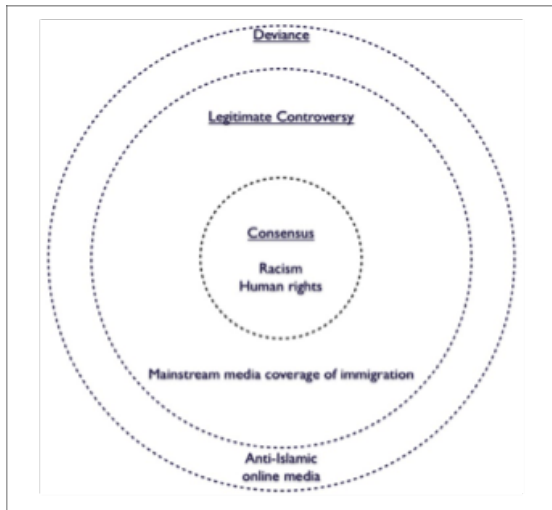 Deviance
Legitimate Controversy
Consensus
Racism
Human rights
Mainstream media coverage of immigration
Anti-Islamic
online media